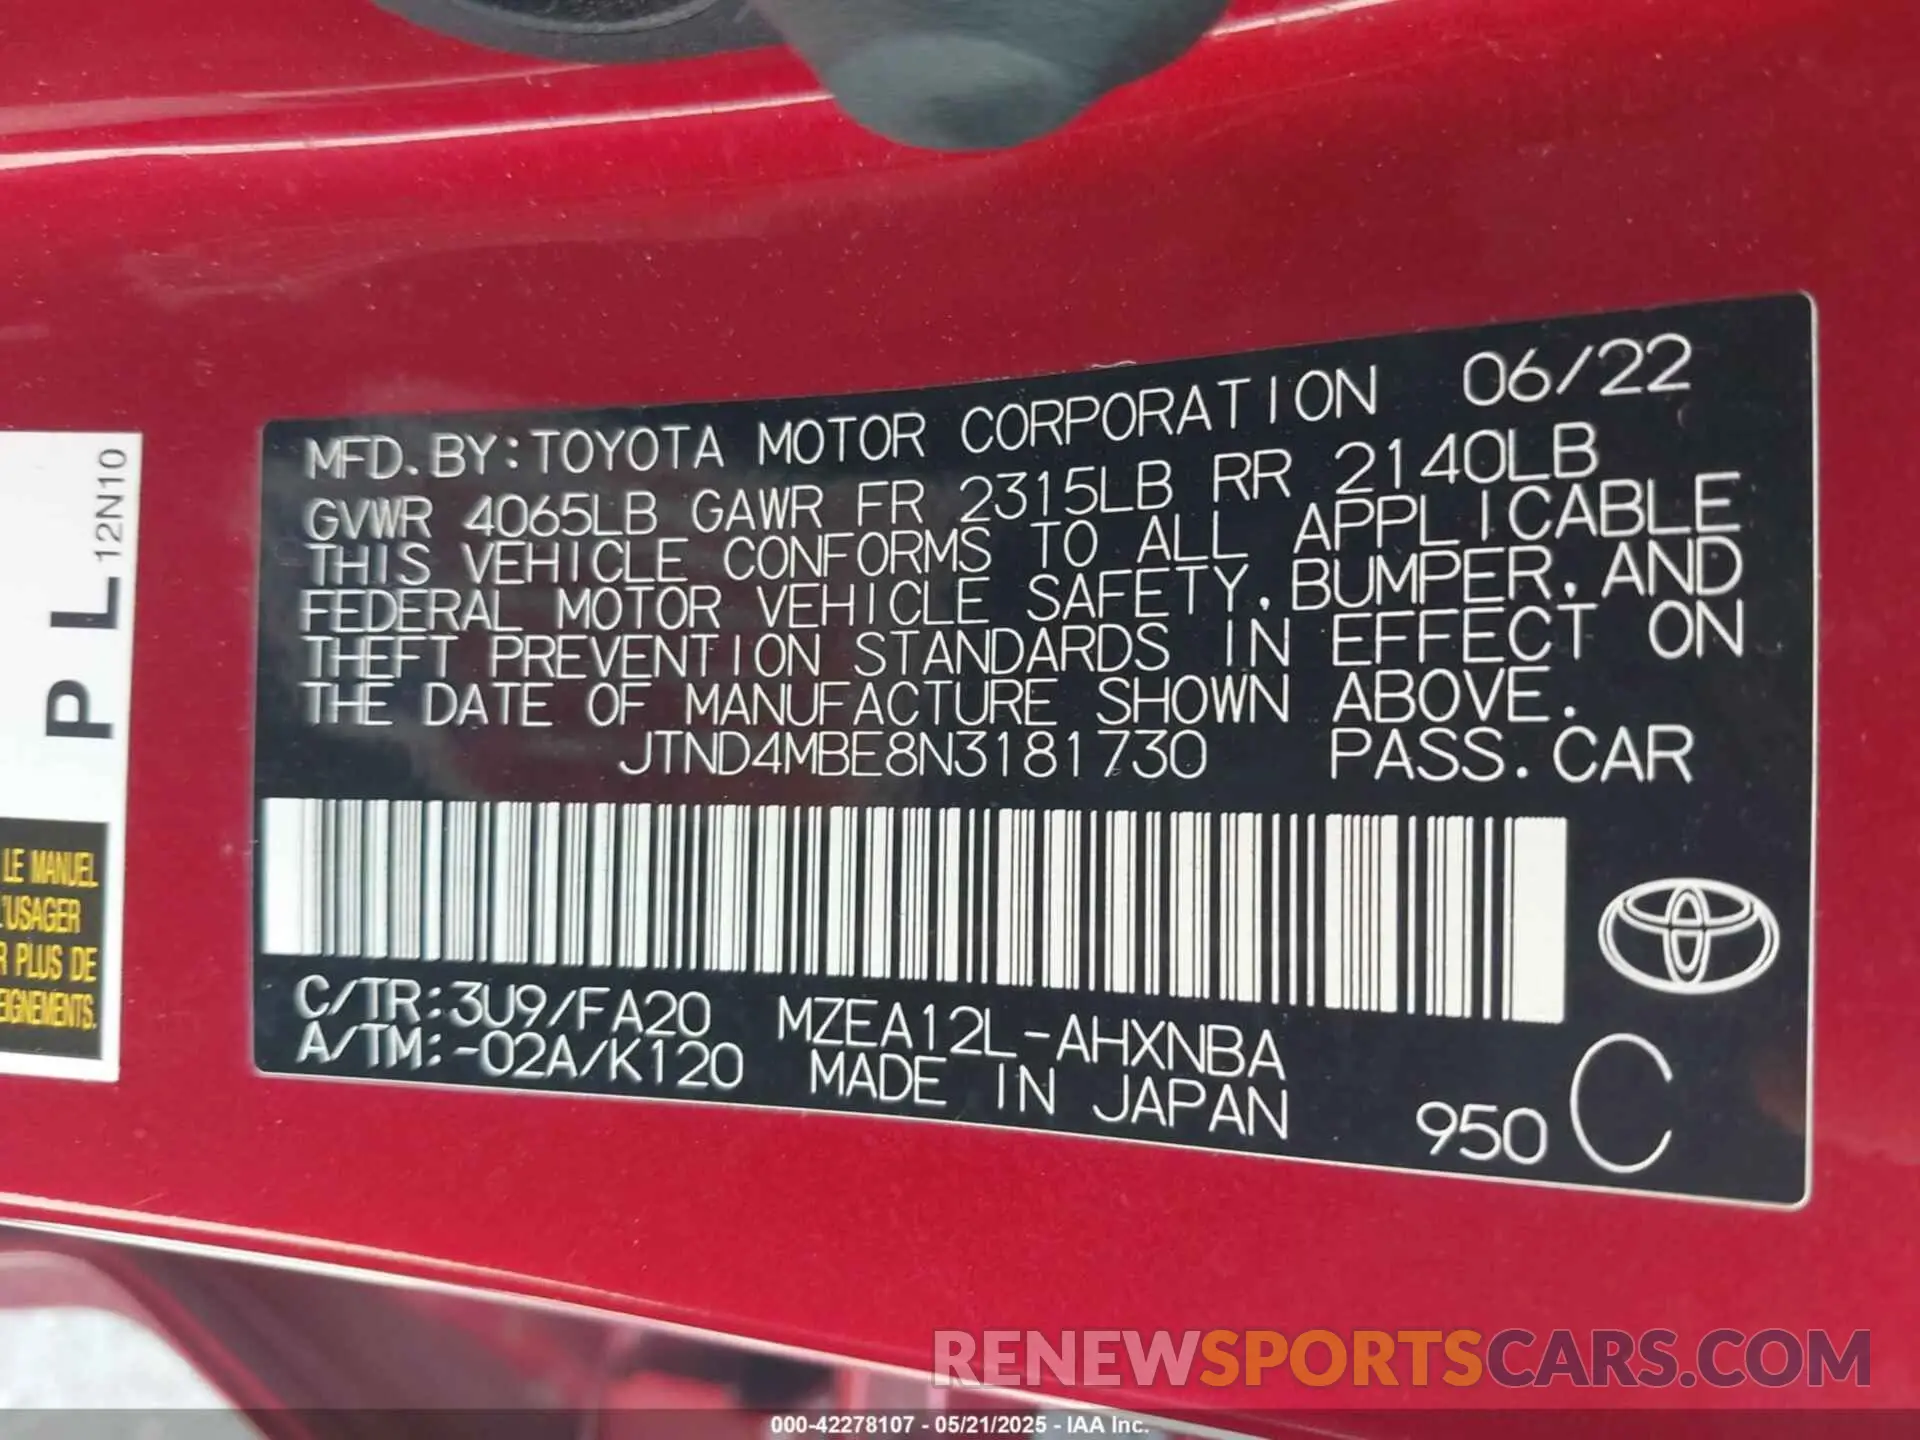 MFD. BY: TOYOTA MOTOR CORPORATION 06/22
GVWR 4065LB GAWR FR 2315LB RR 2140LB
THIS VEHICLE CONFORMS TO ALL APPLICABLE
FEDERAL MOTOR VEHICLE SAFETY, BUMPER, AND
THEFT PREVENTION STANDARDS IN EFFECT ON
THE DATE OF MANUFACTURE SHOWN ABOVE.
JTND4MBE8N3181730 PASS. CAR
C/TR: 3U9/FA20 MZEA12L-AHXNBA
A/TM: -02A/K120 MADE IN JAPAN
950 C
P L 12N10
LE MANUEL
L'USAGER
R PLUS DE
EIGNEMENTS.
RENEWSPORTSCARS.COM
000-42278107 - 05/21/2025 - IAA Inc.